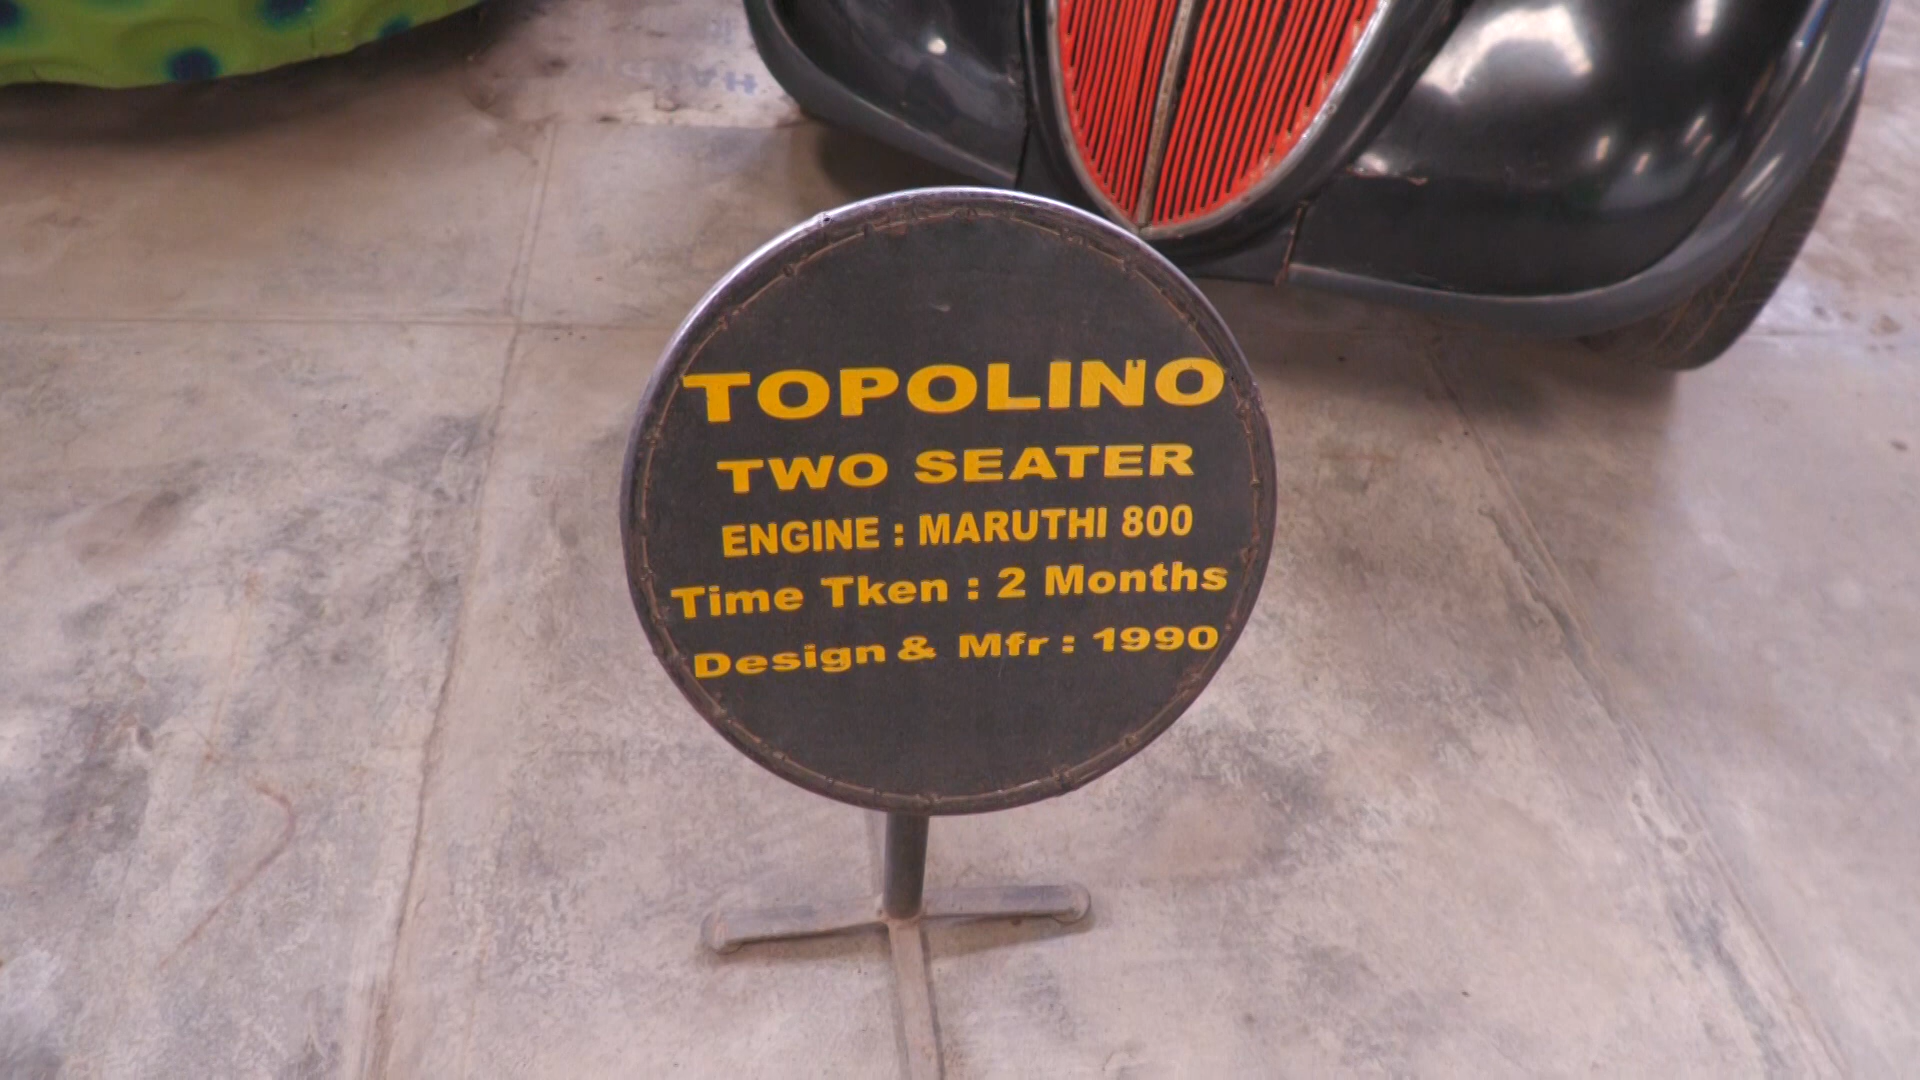 TOPOLINO
TWO SEATER
ENGINE : MARUTHI 800
Time Tken : 2 Months
Design & Mfr : 1990